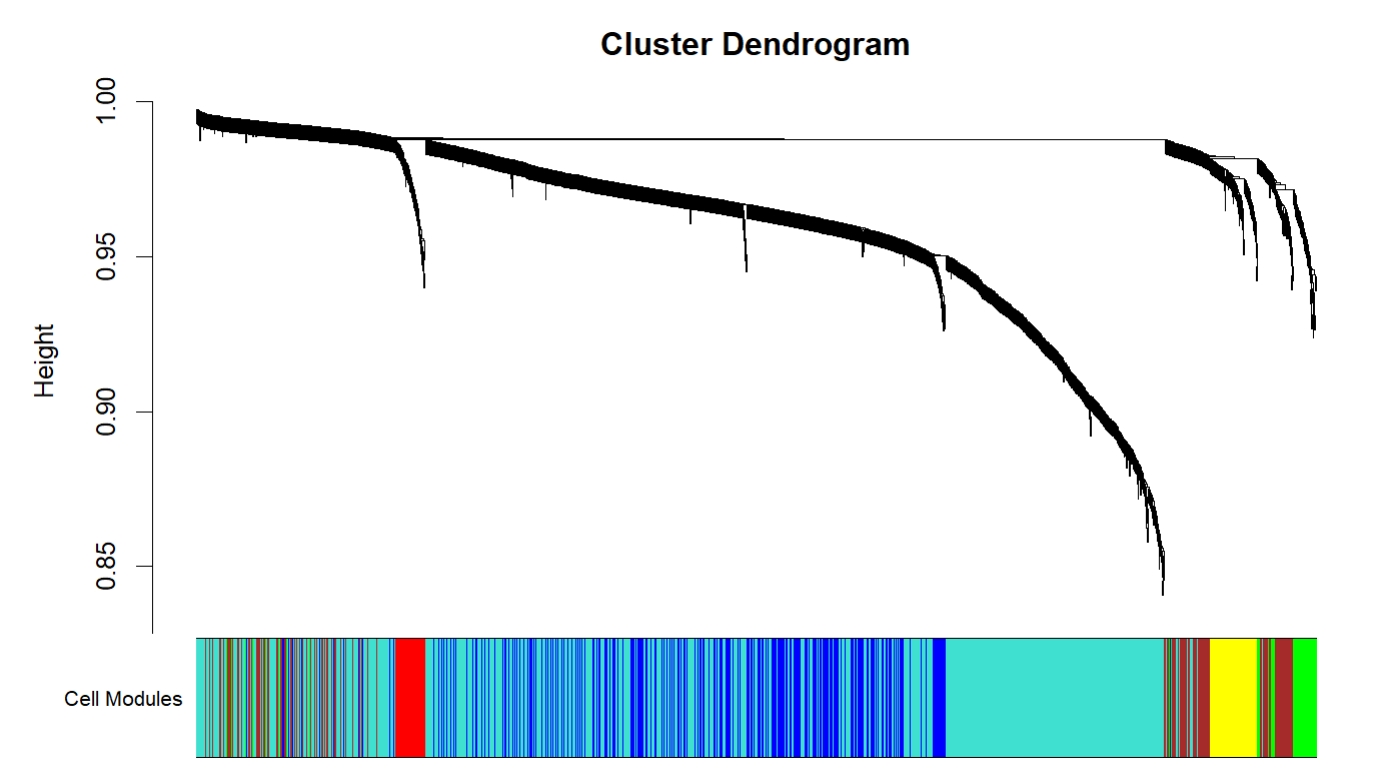 Cluster Dendrogram
Height
1.00
0.95
0.90
0.85
Cell Modules